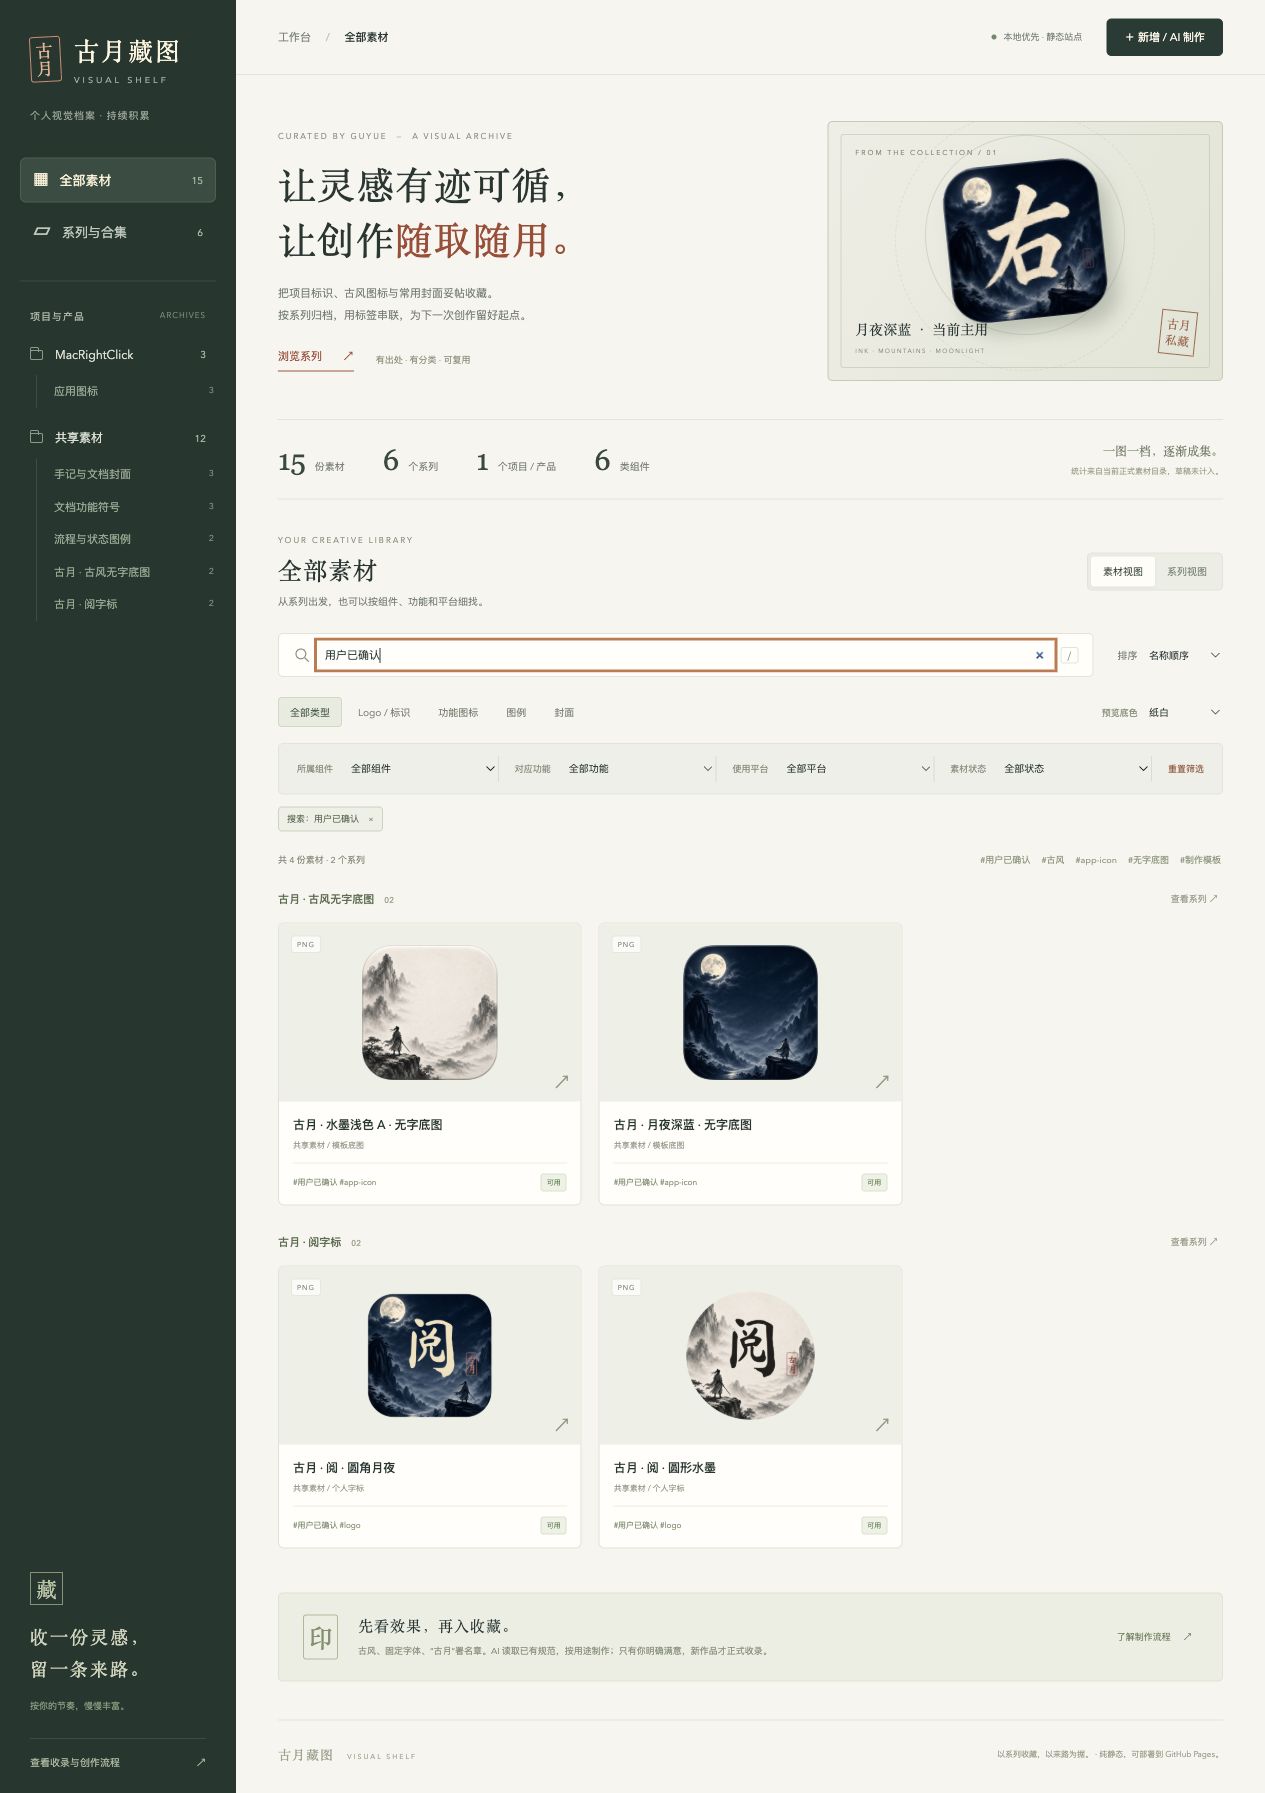 古月
古月藏图
VISUAL SHELF
个人视觉档案 · 持续积累
全部素材 15
系列与合集 6
项目与产品 ARCHIVES
MacRightClick 3
应用图标 3
共享素材 12
手记与文档封面 3
文档功能符号 3
流程与状态图例 2
古月 · 古风无字底图 2
古月 · 阅字标 2
藏
收一份灵感，
留一条来路。
按你的节奏，慢慢丰富。
查看收录与创作流程 ↗
工作台 / 全部素材
本地优先 · 静态站点
+ 新增 / AI 制作
CURATED BY GUYUE — A VISUAL ARCHIVE
让灵感有迹可循，
让创作随取随用。
把项目标识、古风图标与常用封面妥帖收藏。
按系列归档，用标签串联，为下一次创作留好起点。
浏览系列 ↗ 有出处 · 有分类 · 可复用
FROM THE COLLECTION / 01
右
月夜深蓝 · 当前主用
INK · MOUNTAINS · MOONLIGHT
古月
私藏
15 份素材 6 个系列 1 个项目 / 产品 6 类组件
一图一档，逐渐成集。
统计来自当前正式素材目录，草稿未计入。
YOUR CREATIVE LIBRARY
全部素材
从系列出发，也可以按组件、功能和平台细找。
素材视图 系列视图
用户已确认 × /
排序 名称顺序
全部类型 Logo / 标识 功能图标 图例 封面
预览底色 纸白
所属组件 全部组件 对应功能 全部功能 使用平台 全部平台 素材状态 全部状态 重置筛选
搜索：用户已确认 ×
共 4 份素材 · 2 个系列
#用户已确认 #古风 #app-icon #无字底图 #制作模板
古月 · 古风无字底图 02 查看系列 ↗
PNG
古月 · 水墨浅色 A · 无字底图
共享素材 / 模板底图
#用户已确认 #app-icon 可用
PNG
古月 · 月夜深蓝 · 无字底图
共享素材 / 模板底图
#用户已确认 #app-icon 可用
古月 · 阅字标 02 查看系列 ↗
PNG
阅
古月
古月 · 阅 · 圆角月夜
共享素材 / 个人字标
#用户已确认 #logo 可用
PNG
阅
古月
古月 · 阅 · 圆形水墨
共享素材 / 个人字标
#用户已确认 #logo 可用
印
先看效果，再入收藏。
古风、固定字体、“古月”署名章。AI 读取已有规范，按用途制作；只有你明确满意，新作品才正式收录。
了解制作流程 ↗
古月藏图 VISUAL SHELF
以系列收藏，以来路为据。 · 纯静态，可部署到 GitHub Pages。